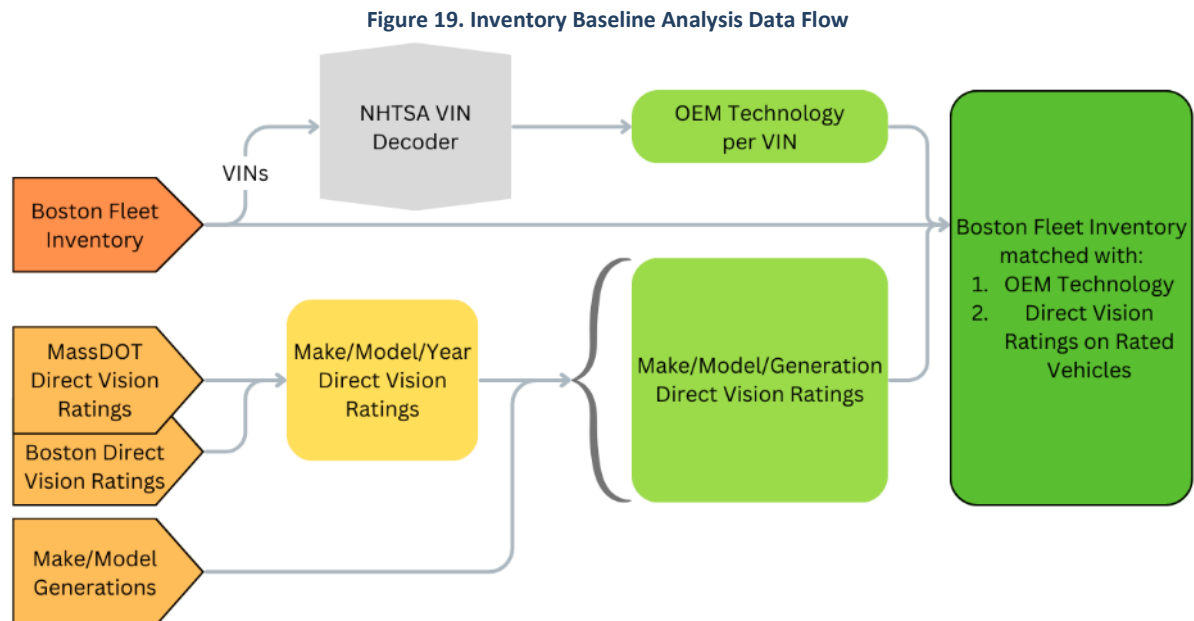 Figure 19. Inventory Baseline Analysis Data Flow
NHTSA VIN
Decoder
OEM Technology
per VIN
VINs
Boston Fleet
Inventory
Boston Fleet Inventory
matched with:
1. OEM Technology
2. Direct Vision
Ratings on Rated
Vehicles
MassDOT
Direct Vision
Ratings
Make/Model/Year
Direct Vision
Ratings
Make/Model/Generation
Direct Vision Ratings
Boston Direct
Vision Ratings
Make/Model
Generations